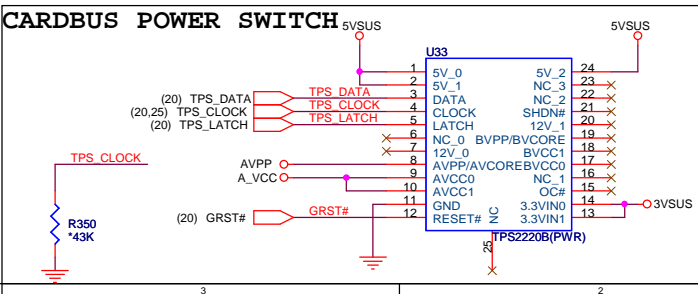 CARDBUS POWER SWITCH
5VSUS
5VSUS
U33
1 5V_0 5V_2 24
2 5V_1 NC_3 23
(20) TPS_DATA TPS_DATA 3 DATA NC_2 22
(20,25) TPS_CLOCK TPS_CLOCK 4 CLOCK SHDN# 21
(20) TPS_LATCH TPS_LATCH 5 LATCH 12V_1 20
6 NC_0 BVPP/BVCORE 19
7 12V_0 BVCC1 18
AVPP 8 AVPP/AVCORE BVCC0 17
A_VCC 9 AVCC0 NC_1 16
10 AVCC1 OC# 15
11 GND 3.3VIN0 14 3VSUS
(20) GRST# GRST# 12 RESET# NC 3.3VIN1 13
TPS2220B(PWR)
25
TPS_CLOCK
R350
*43K
3 2